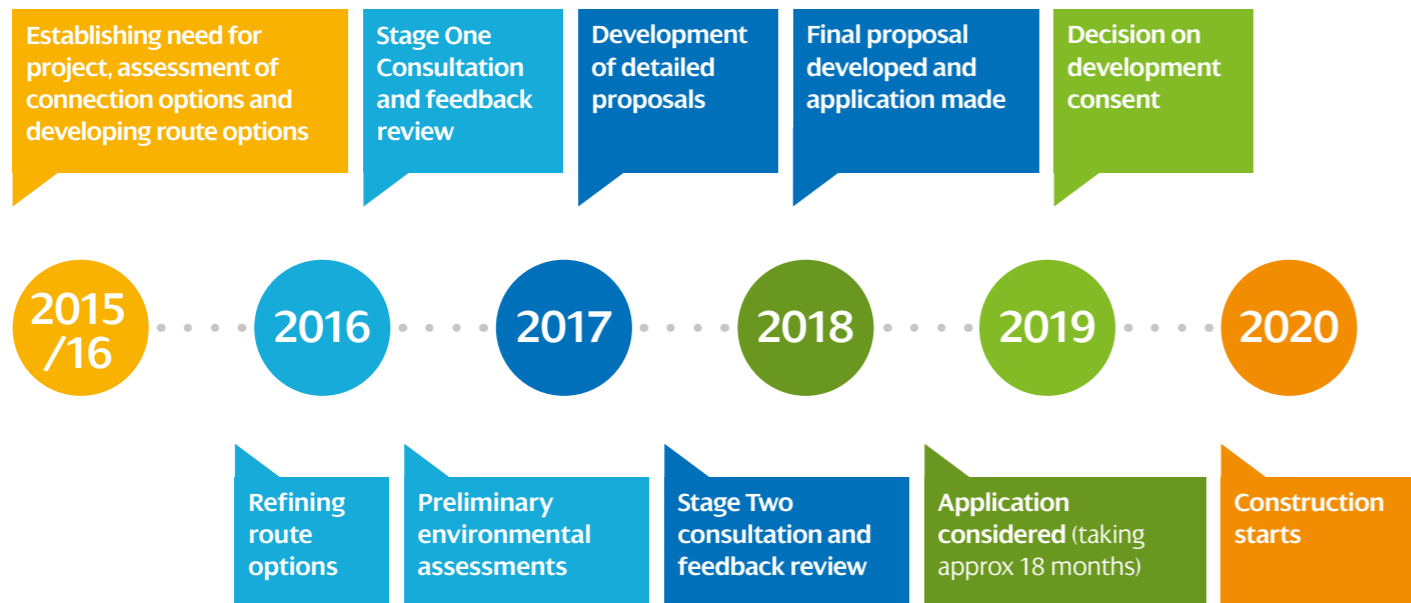 Establishing need for
project, assessment of
connection options and
developing route options
Stage One
Consultation
and feedback
review
Development
of detailed
proposals
Final proposal
developed and
application made
Decision on
development
consent
2015
/16
2016
2017
2018
2019
2020
Refining
route
options
Preliminary
environmental
assessments
Stage Two
consultation and
feedback review
Application
considered (taking
approx 18 months)
Construction
starts